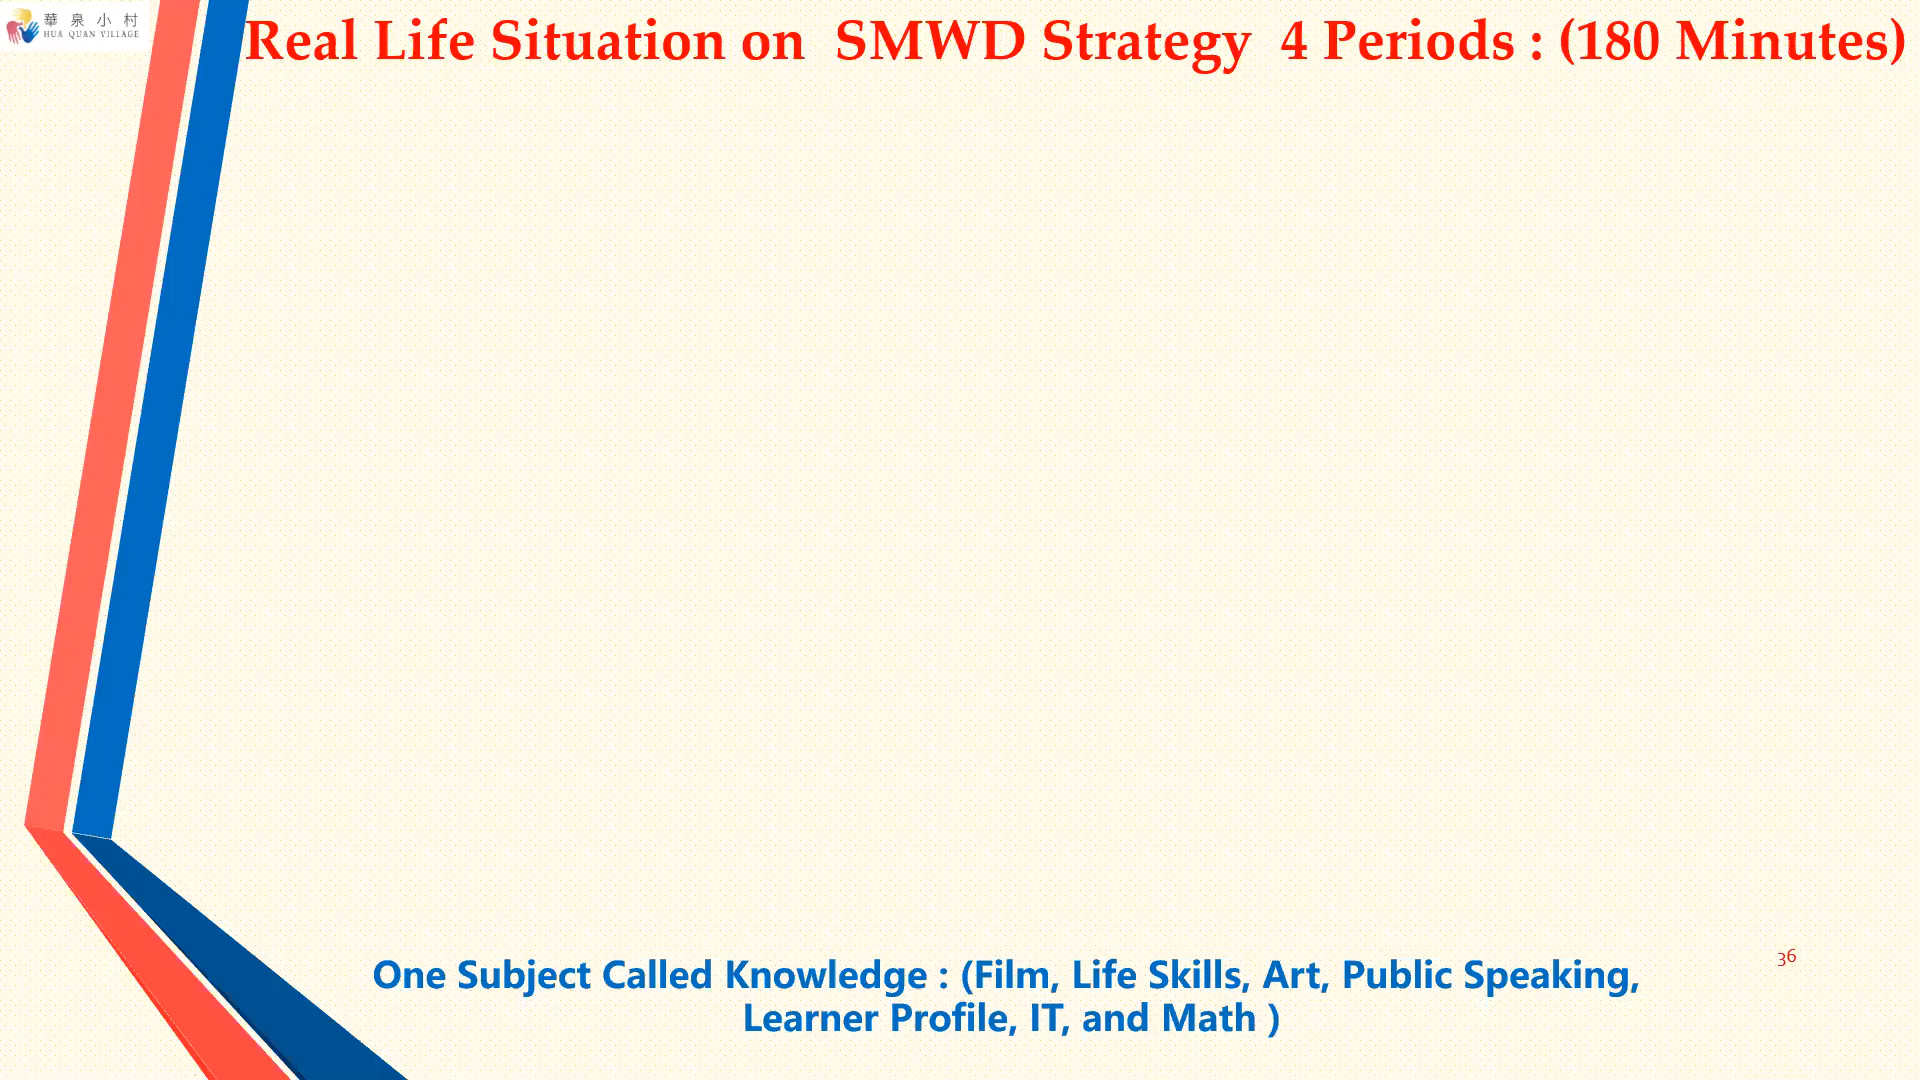 華泉小村
HUA QUAN VILLAGE
Real Life Situation on  SMWD Strategy  4 Periods : (180 Minutes)
36
One Subject Called Knowledge : (Film, Life Skills, Art, Public Speaking,
Learner Profile, IT, and Math )